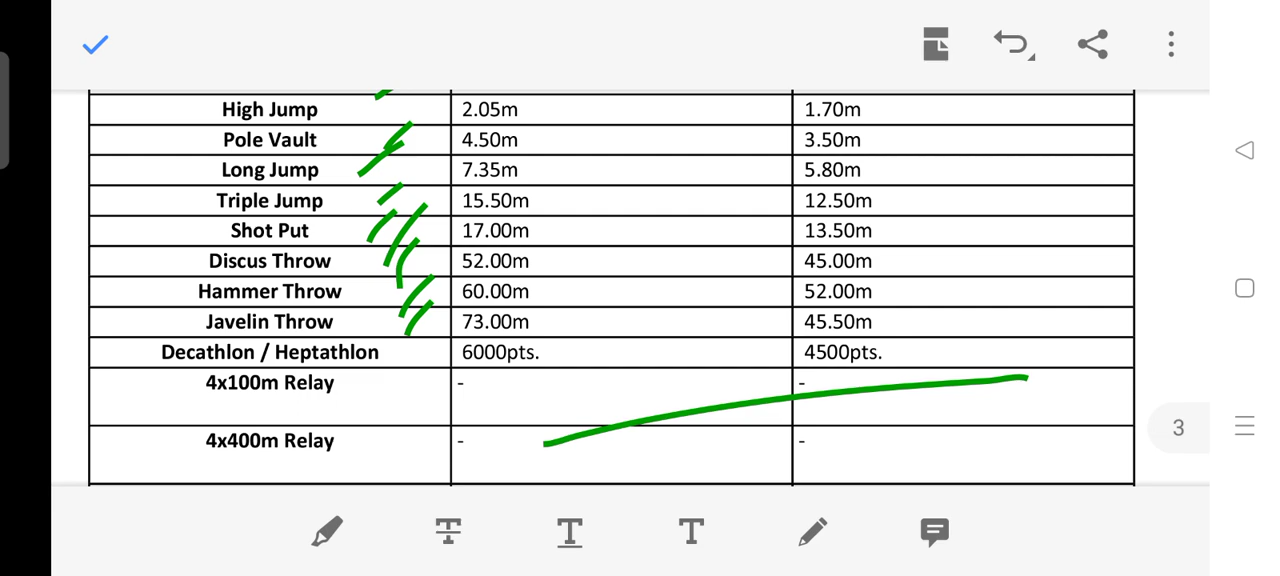 High Jump 2.05m 1.70m
Pole Vault 4.50m 3.50m
Long Jump 7.35m 5.80m
Triple Jump 15.50m 12.50m
Shot Put 17.00m 13.50m
Discus Throw 52.00m 45.00m
Hammer Throw 60.00m 52.00m
Javelin Throw 73.00m 45.50m
Decathlon / Heptathlon 6000pts. 4500pts.
4x100m Relay - -
4x400m Relay - -
3
T T T